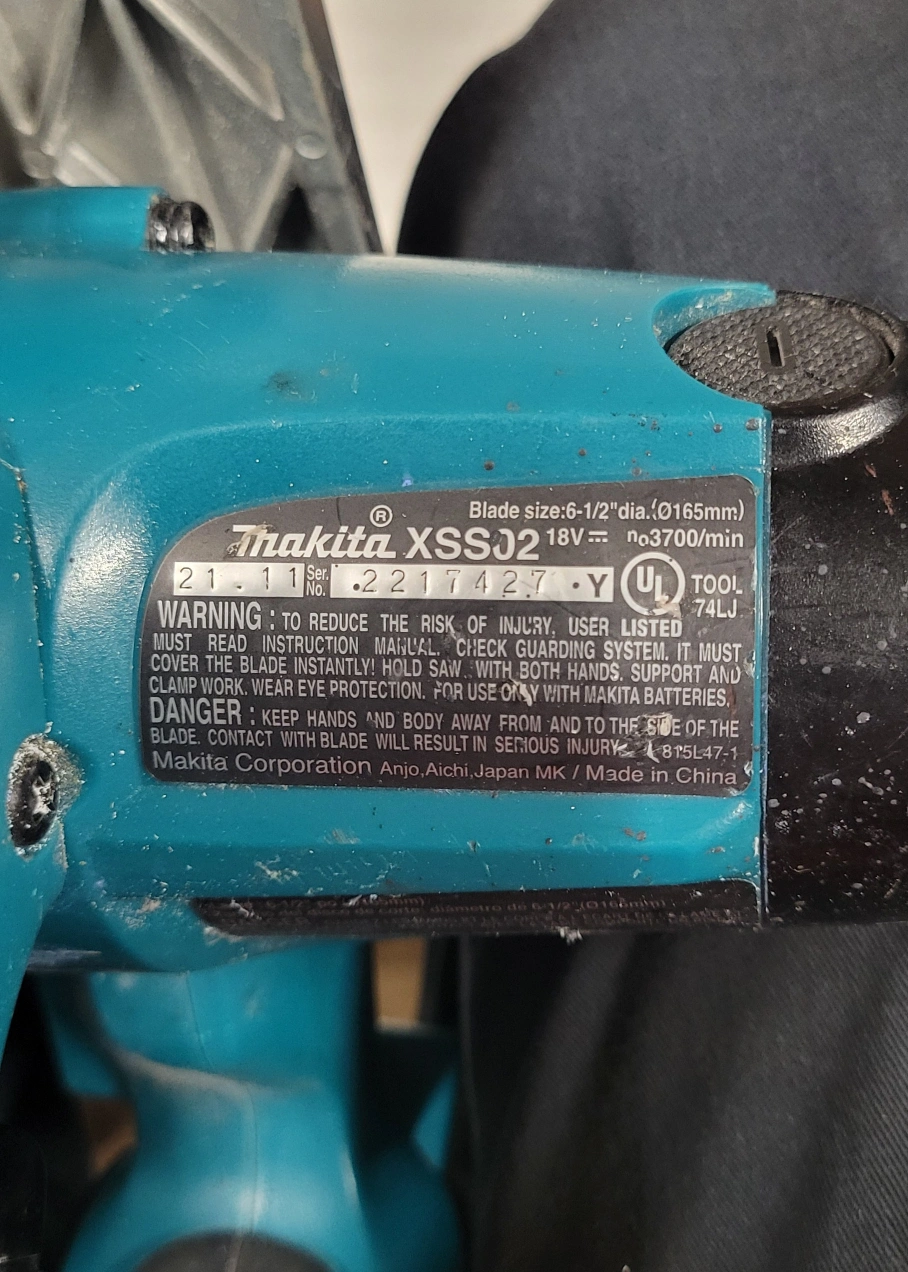 Blade size:6-1/2"dia.(Ø165mm)
makita® XSS02 18V⎓ n₀3700/min
21.11 Ser. No. .2217427 ·Y UL TOOL
74LJ
WARNING : TO REDUCE THE RISK OF INJURY, USER LISTED
MUST READ INSTRUCTION MANUAL. CHECK GUARDING SYSTEM. IT MUST
COVER THE BLADE INSTANTLY! HOLD SAW WITH BOTH HANDS. SUPPORT AND
CLAMP WORK. WEAR EYE PROTECTION. FOR USE ONLY WITH MAKITA BATTERIES.
DANGER : KEEP HANDS AND BODY AWAY FROM AND TO THE SIDE OF THE
BLADE. CONTACT WITH BLADE WILL RESULT IN SERIOUS INJURY. 815L47-1
Makita Corporation Anjo,Aichi,Japan MK / Made in China